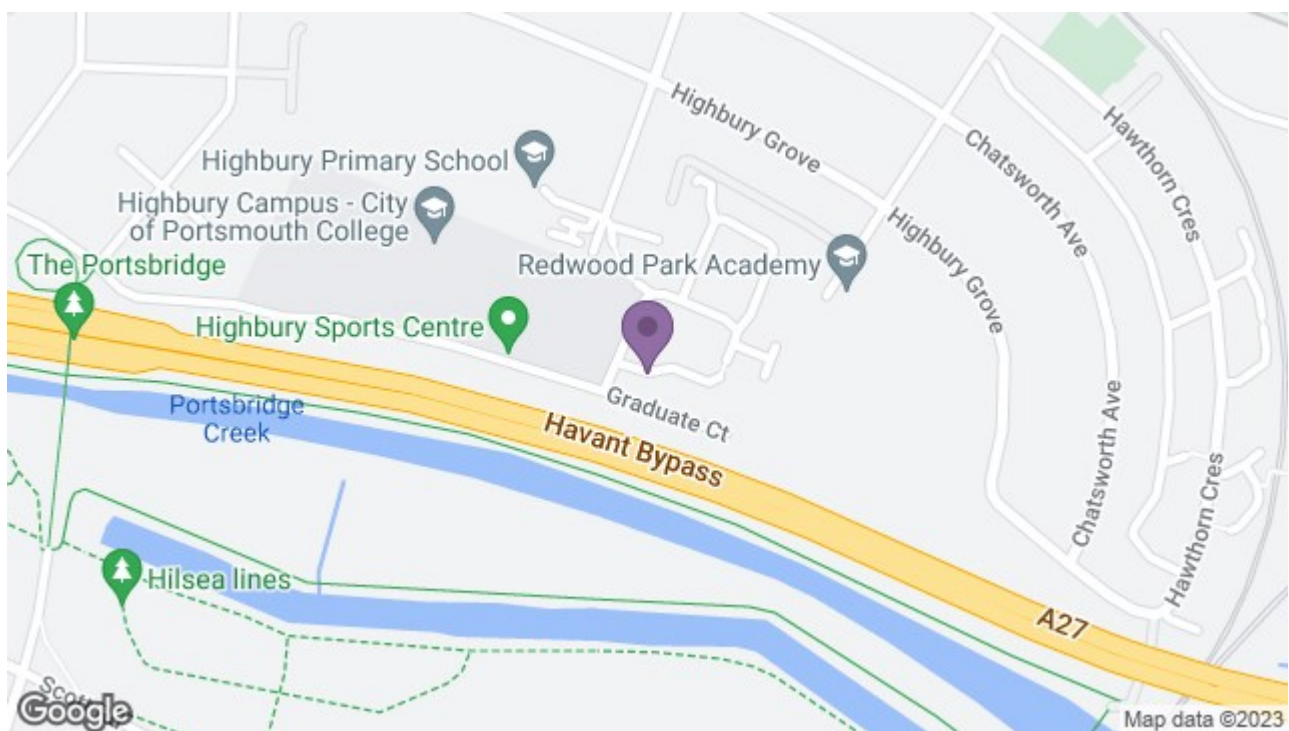 Highbury Grove
Hawthorn Cres
Chatsworth Ave
Highbury Primary School
Highbury Campus - City
of Portsmouth College
Highbury Grove
Redwood Park Academy
The Portsbridge
Highbury Sports Centre
Graduate Ct
Portsbridge
Creek
Havant Bypass
Chatsworth Ave
Hawthorn Cres
Hilsea lines
A27
Google
Map data ©2023